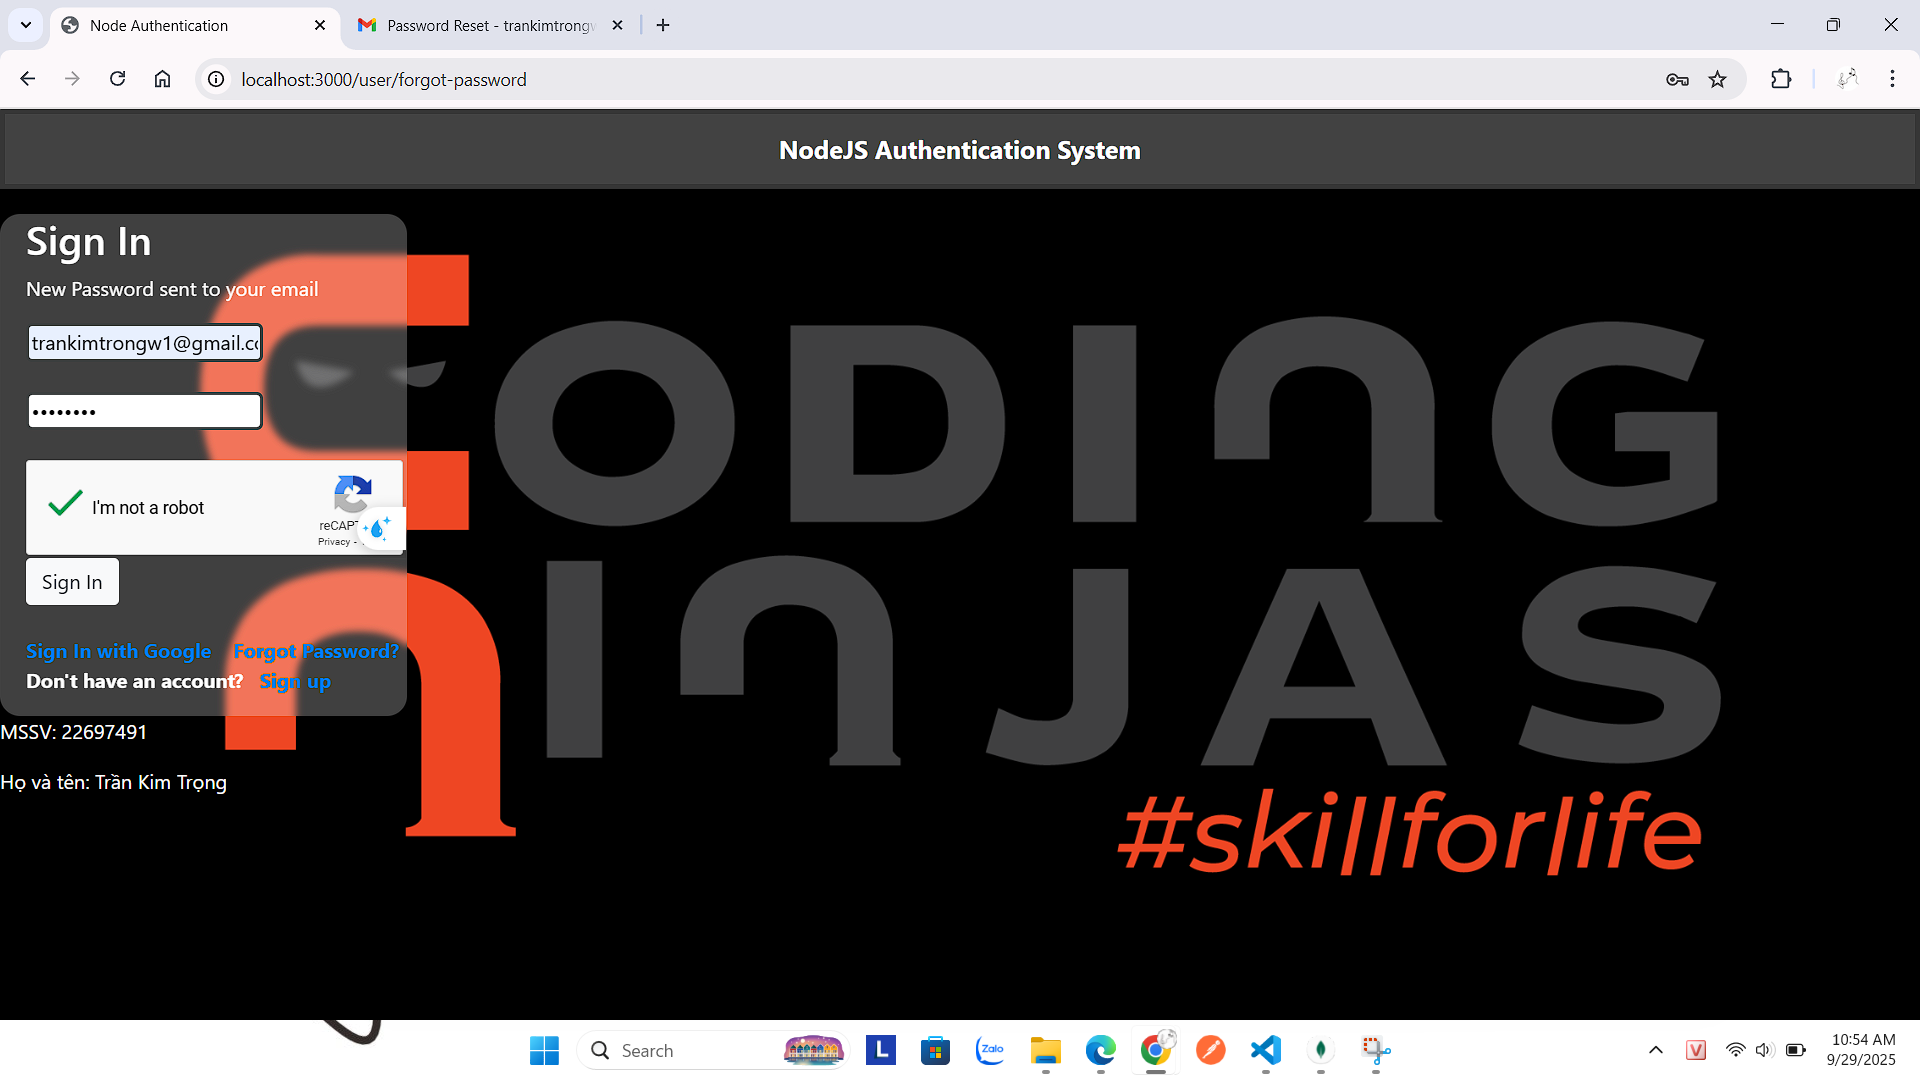 Node Authentication
Password Reset - trankimtrongw
localhost:3000/user/forgot-password
NodeJS Authentication System
Sign In
New Password sent to your email
trankimtrongw1@gmail.co
••••••••
I'm not a robot
reCAPT
Privacy -
Sign In
Sign In with Google Forgot Password?
Don't have an account? Sign up
MSSV: 22697491
Họ và tên: Trần Kim Trọng
CODING
NINJAS
#skillforlife
Search
L
Zalo
V
10:54 AM
9/29/2025